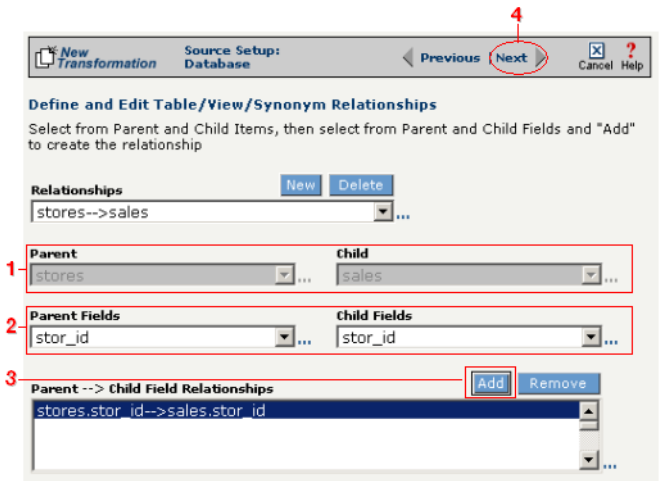 4
New Transformation Source Setup: Database Previous Next Cancel Help
Define and Edit Table/View/Synonym Relationships
Select from Parent and Child Items, then select from Parent and Child Fields and "Add"
to create the relationship
Relationships New Delete
stores-->sales ...
Parent Child
1 stores ... sales ...
Parent Fields Child Fields
2 stor_id ... stor_id ...
3 Add Remove
Parent --> Child Field Relationships
stores.stor_id-->sales.stor_id
...